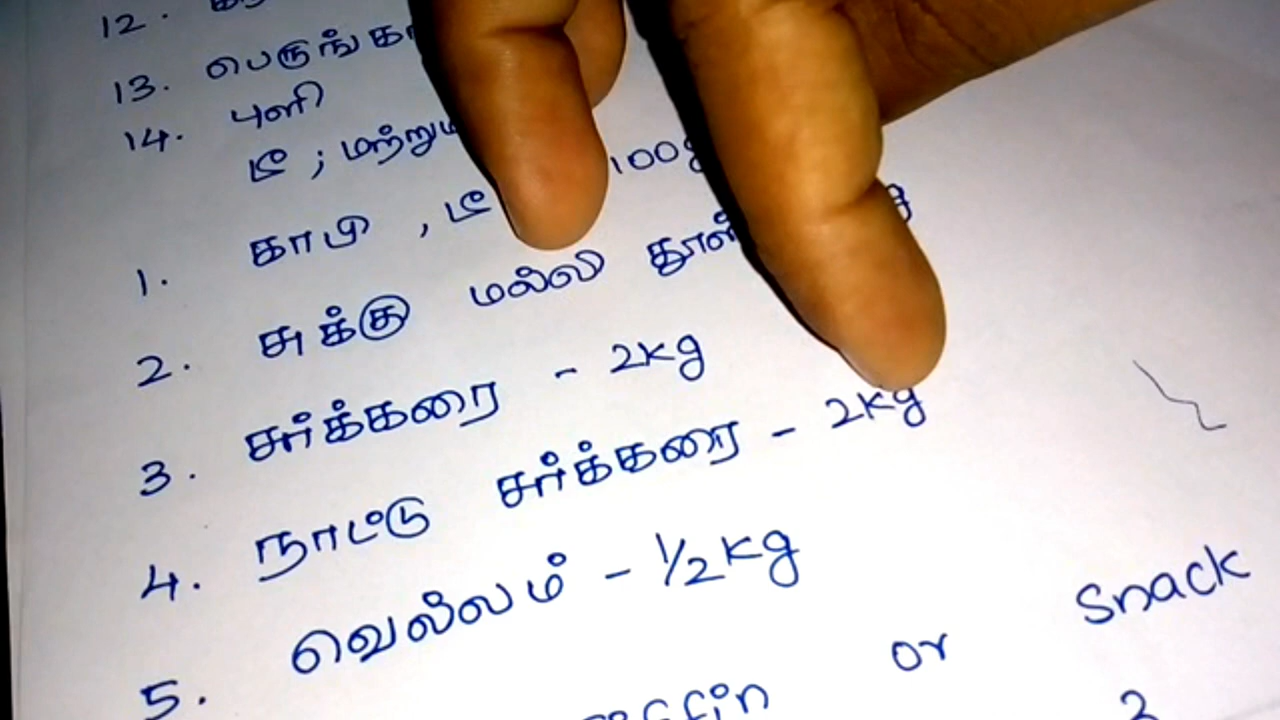 12.
13. பெருங்கா
14. புளி
டீ ; மற்றும்
1. காபி , டீ 100g
2. சுக்கு மல்லி தூள்
3. சர்க்கரை - 2kg
4. நாட்டு சர்க்கரை - 2kg
5. வெல்லம் - 1/2kg
or Snack